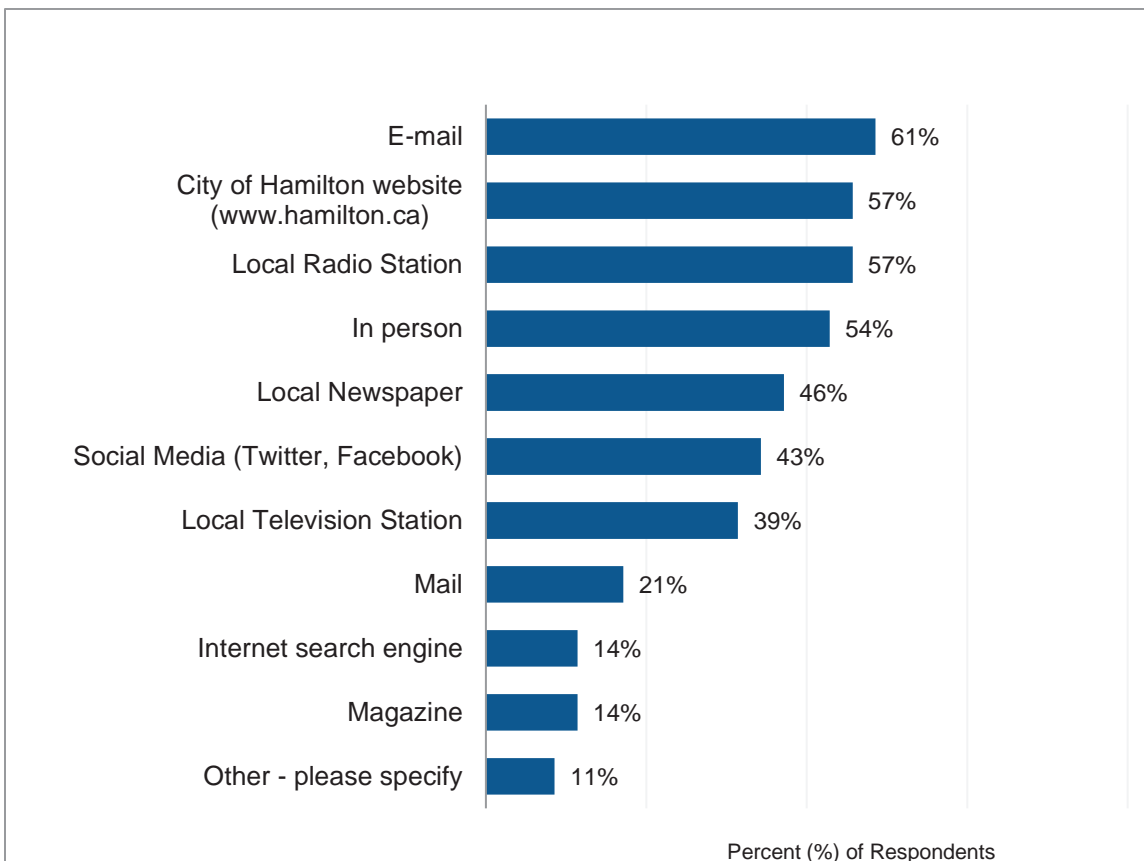 E-mail
61%
City of Hamilton website
(www.hamilton.ca)
57%
Local Radio Station
57%
In person
54%
Local Newspaper
46%
Social Media (Twitter, Facebook)
43%
Local Television Station
39%
Mail
21%
Internet search engine
14%
Magazine
14%
Other - please specify
11%
Percent (%) of Respondents